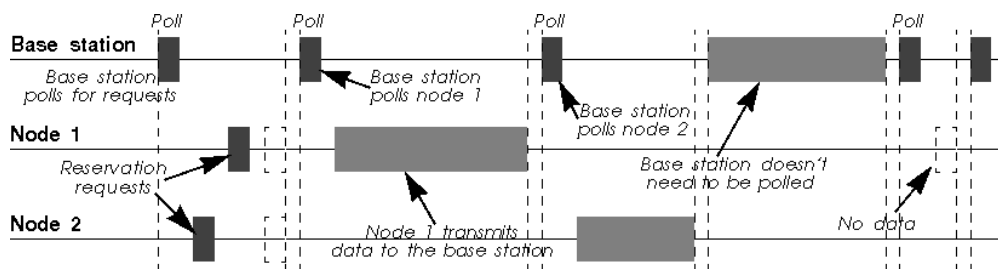 Poll
Poll
Poll
Poll
Base station
Base station
polls for requests
Base station
polls node 1
Base station
polls node 2
Node 1
Reservation
requests
Base station doesn't
need to be polled
Node 2
Node 1 transmits
data to the base station
No data